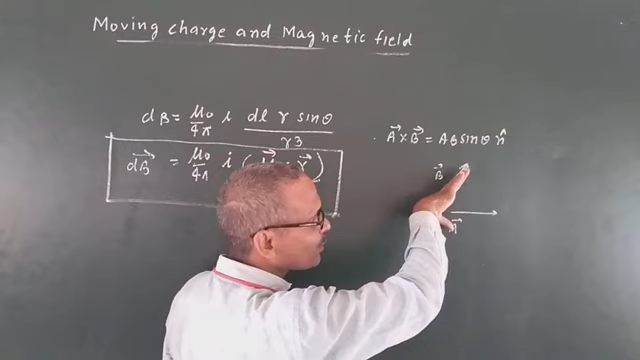 Moving charge and Magnetic field
dB = μ₀/4π i dl r sinθ / r3
dB⃗ = μ₀/4π i ( r⃗ )
A⃗ × B⃗ = AB sinθ n̂
B⃗
A⃗